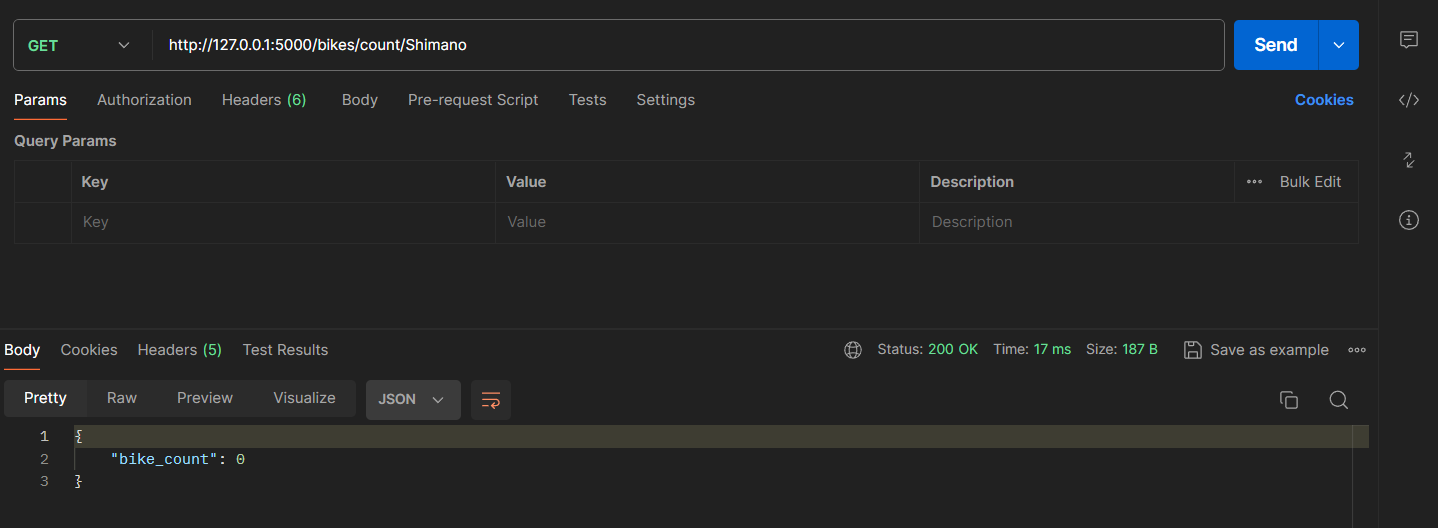 GET http://127.0.0.1:5000/bikes/count/Shimano Send
Params Authorization Headers (6) Body Pre-request Script Tests Settings Cookies
Query Params
Key Value Description Bulk Edit
Key Value Description
Body Cookies Headers (5) Test Results Status: 200 OK Time: 17 ms Size: 187 B Save as example
Pretty Raw Preview Visualize JSON
1 {
2 "bike_count": 0
3 }